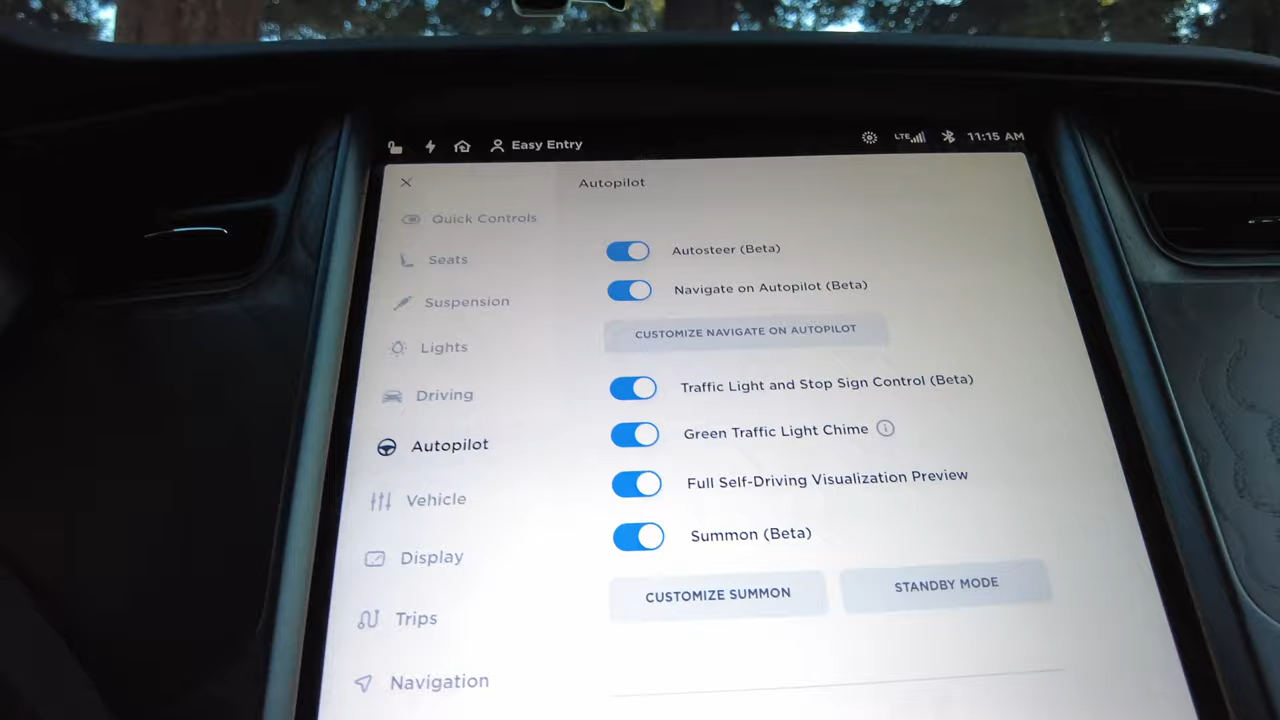 Easy Entry
LTE
11:15 AM
Autopilot
Quick Controls
Seats
Suspension
Lights
Driving
Autopilot
Vehicle
Display
Trips
Navigation
Autosteer (Beta)
Navigate on Autopilot (Beta)
CUSTOMIZE NAVIGATE ON AUTOPILOT
Traffic Light and Stop Sign Control (Beta)
Green Traffic Light Chime
Full Self-Driving Visualization Preview
Summon (Beta)
CUSTOMIZE SUMMON
STANDBY MODE